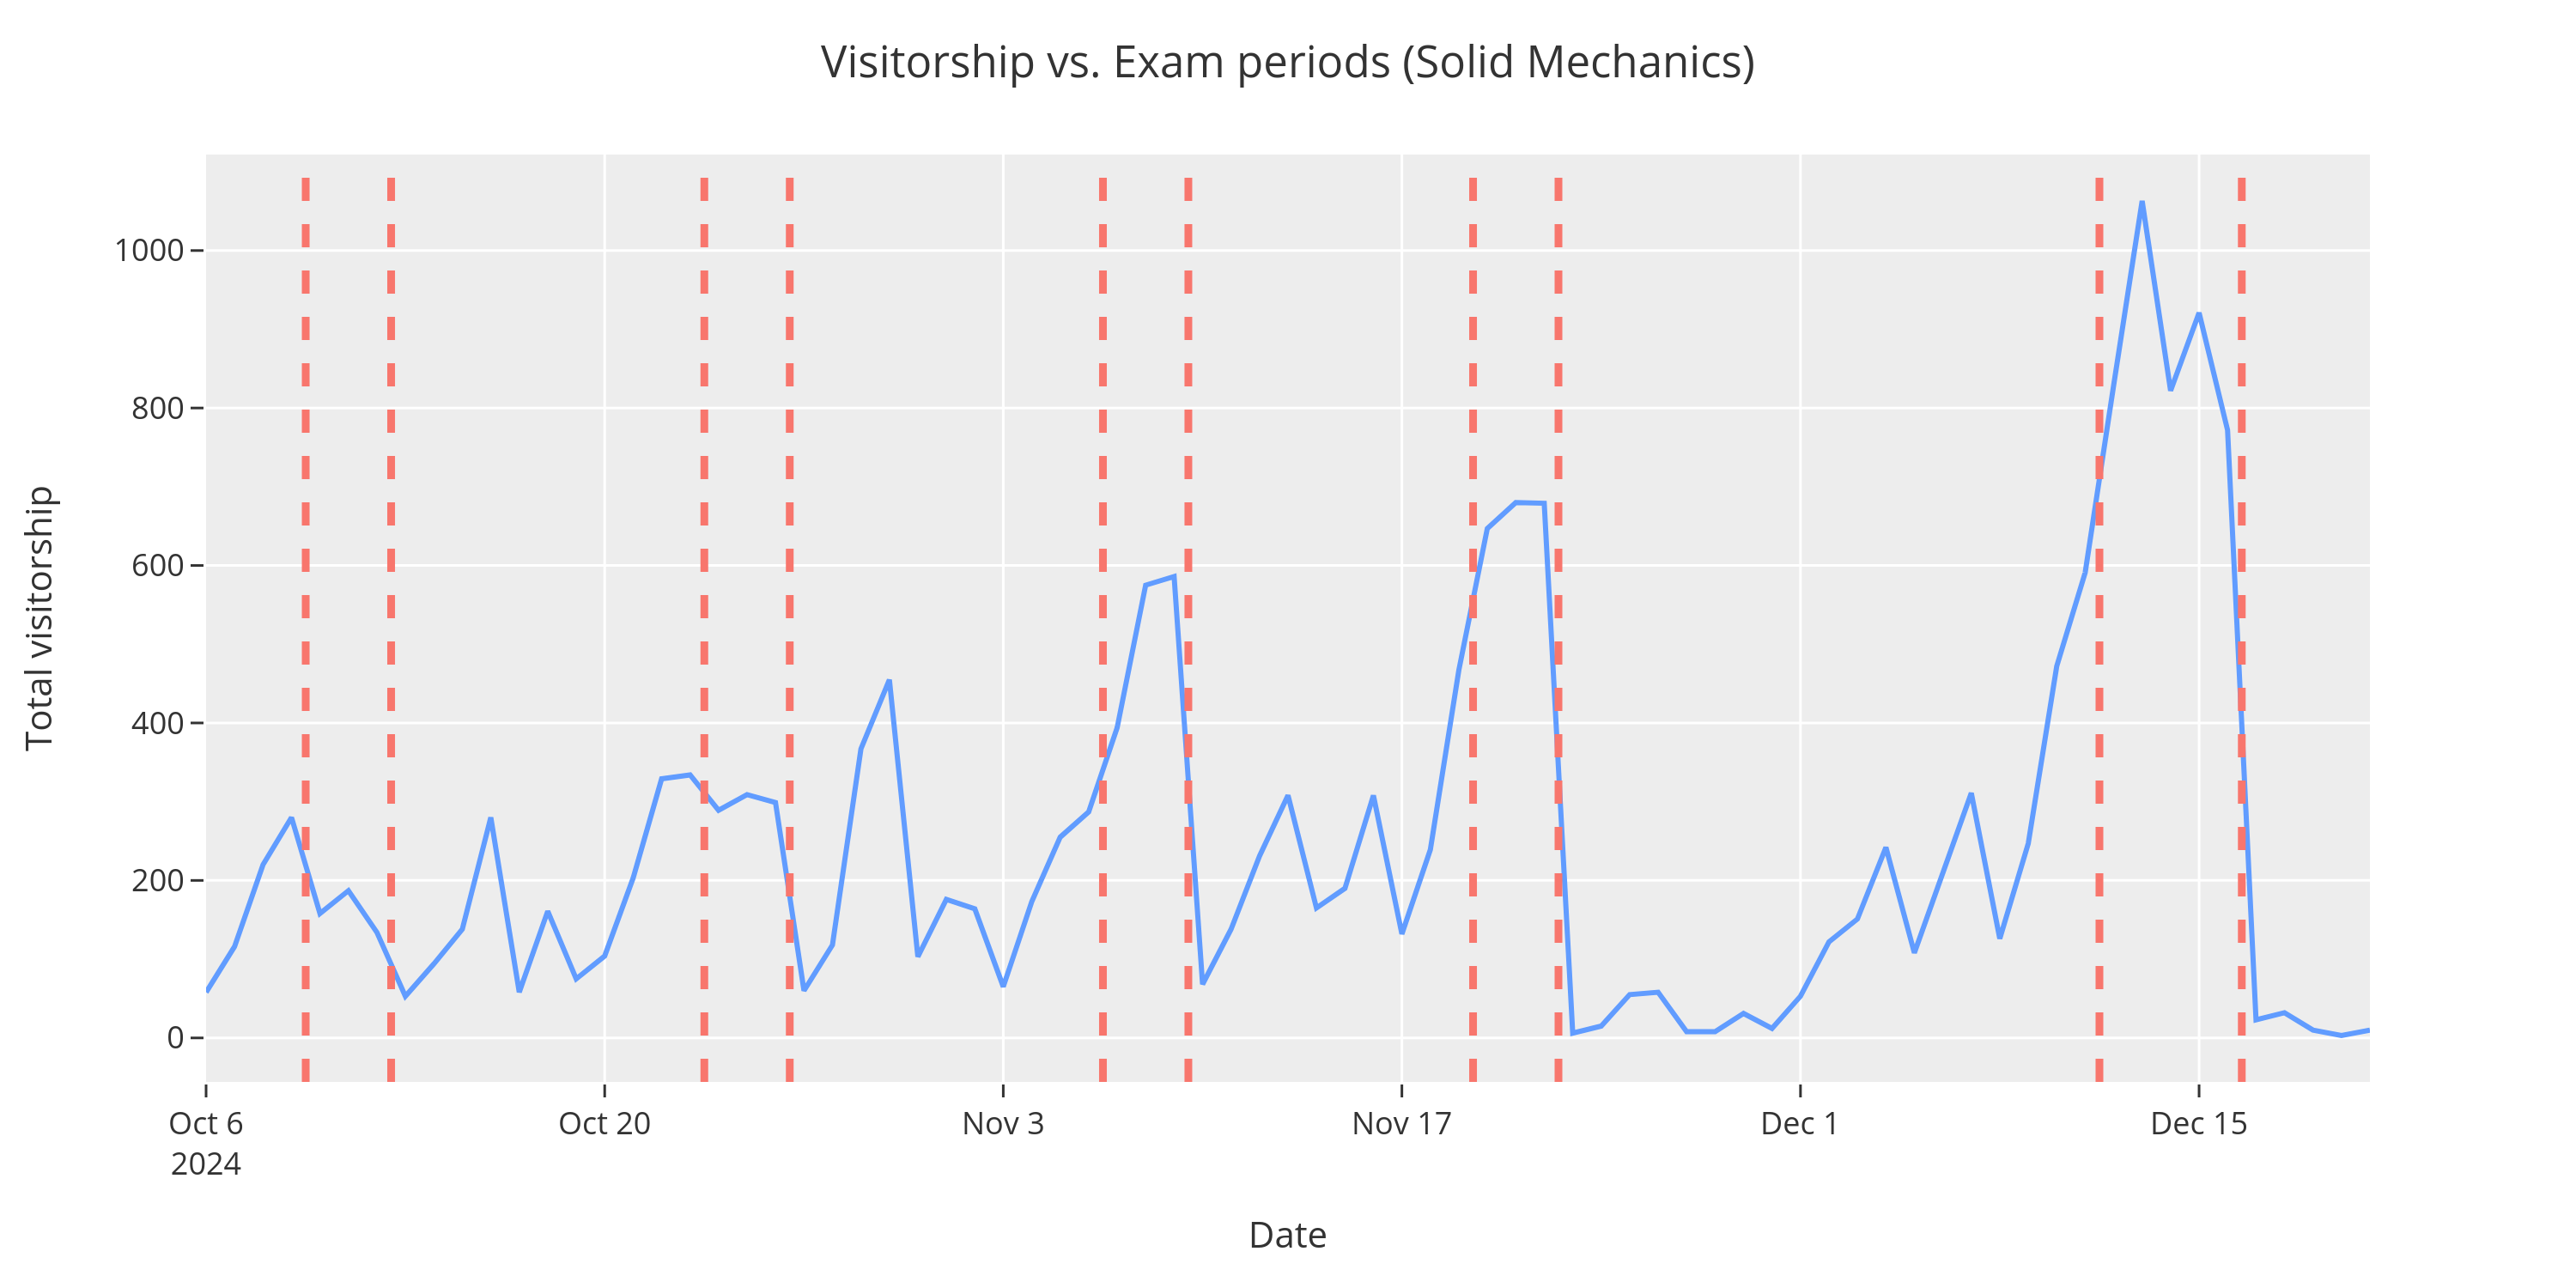 Visitorship vs. Exam periods (Solid Mechanics)
Total visitorship
1000
800
600
400
200
0
Oct 6
2024
Oct 20
Nov 3
Nov 17
Dec 1
Dec 15
Date